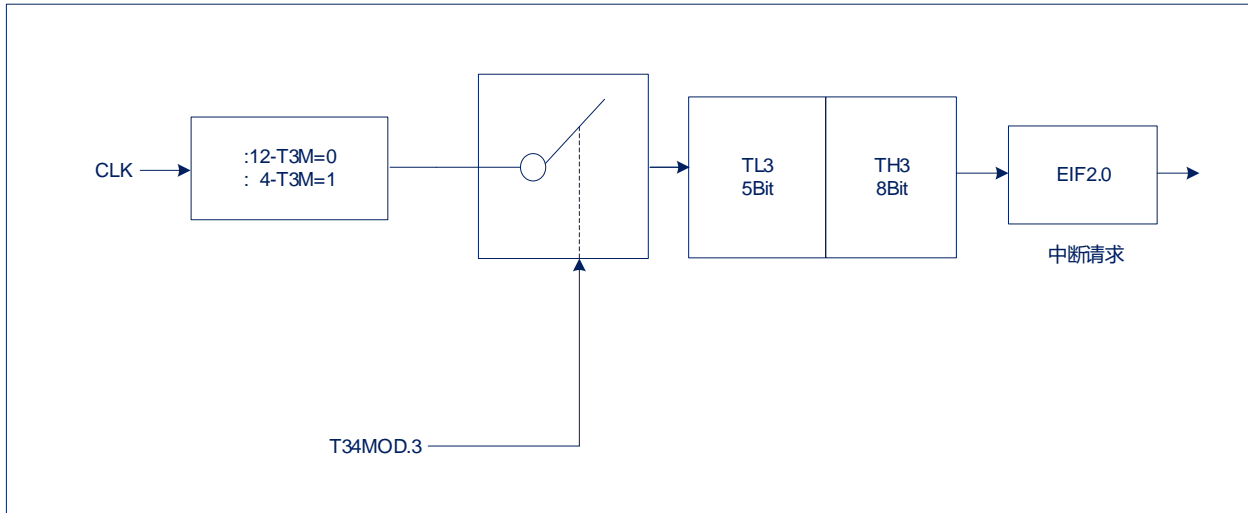 CLK
:12-T3M=0
: 4-T3M=1
TL3
5Bit
TH3
8Bit
EIF2.0
中断请求
T34MOD.3